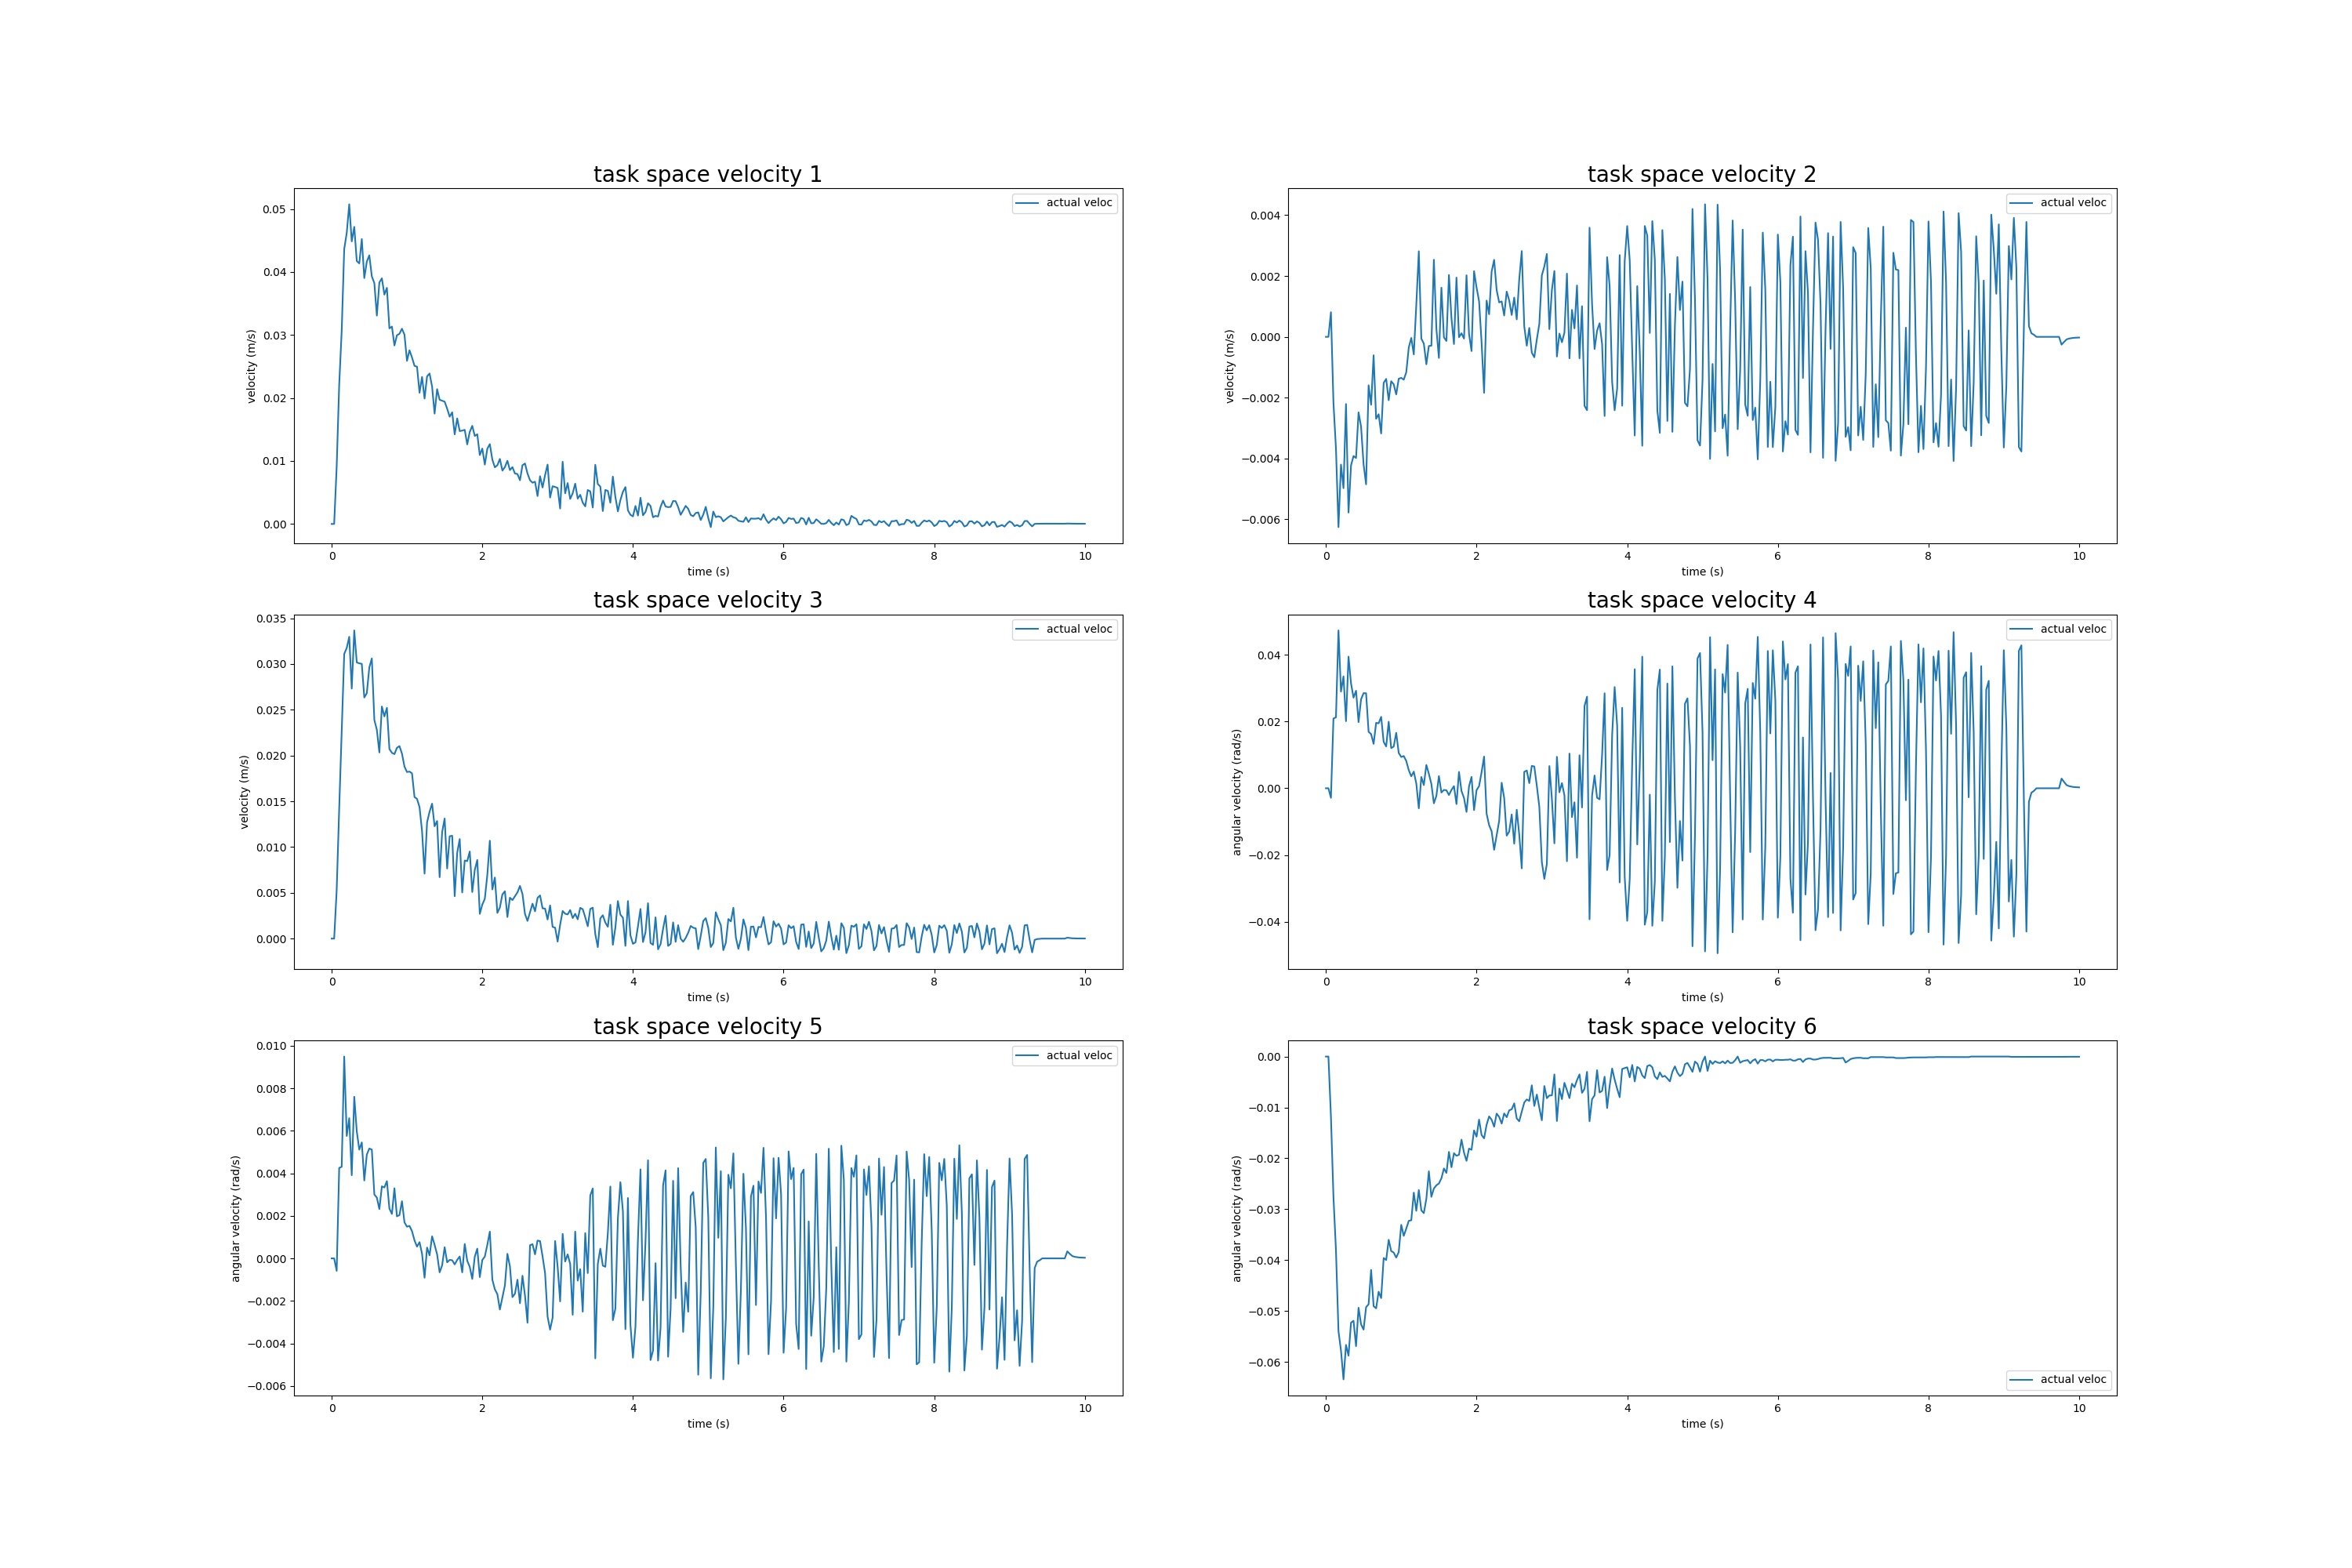 task space velocity 1
actual veloc
velocity (m/s)
0.05
0.04
0.03
0.02
0.01
0.00
0 2 4 6 8 10
time (s)
task space velocity 2
actual veloc
velocity (m/s)
0.004
0.002
0.000
−0.002
−0.004
−0.006
0 2 4 6 8 10
time (s)
task space velocity 3
actual veloc
velocity (m/s)
0.035
0.030
0.025
0.020
0.015
0.010
0.005
0.000
0 2 4 6 8 10
time (s)
task space velocity 4
actual veloc
angular velocity (rad/s)
0.04
0.02
0.00
−0.02
−0.04
0 2 4 6 8 10
time (s)
task space velocity 5
actual veloc
angular velocity (rad/s)
0.010
0.008
0.006
0.004
0.002
0.000
−0.002
−0.004
−0.006
0 2 4 6 8 10
time (s)
task space velocity 6
angular velocity (rad/s)
0.00
−0.01
−0.02
−0.03
−0.04
−0.05
−0.06
actual veloc
0 2 4 6 8 10
time (s)